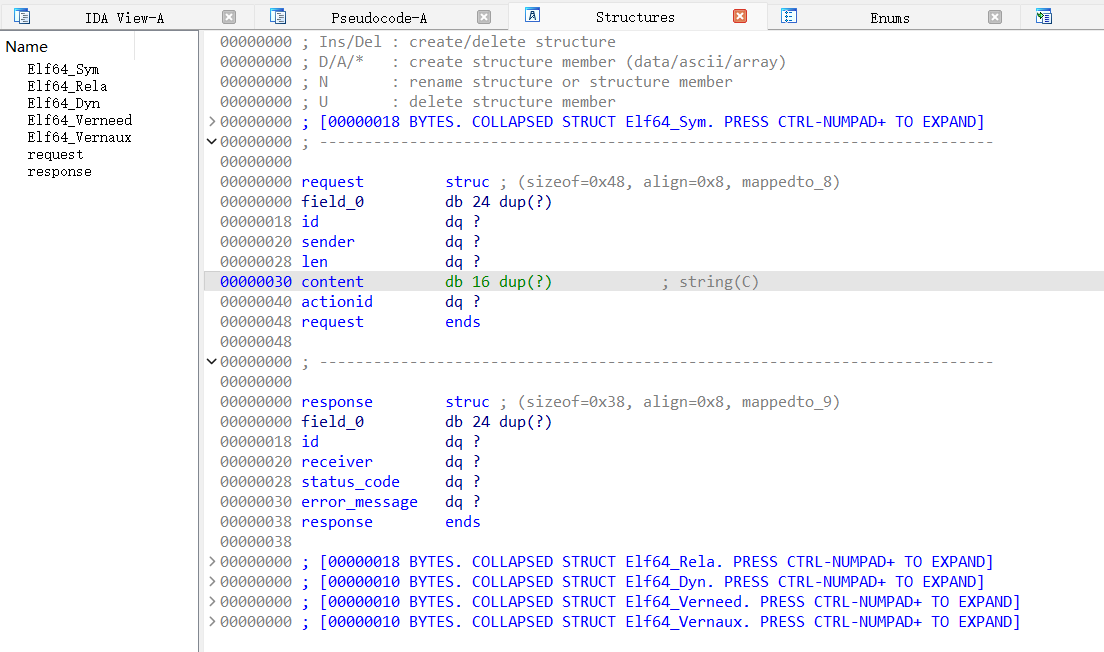 IDA View-A Pseudocode-A Structures Enums
Name
Elf64_Sym
Elf64_Rela
Elf64_Dyn
Elf64_Verneed
Elf64_Vernaux
request
response
00000000 ; Ins/Del : create/delete structure
00000000 ; D/A/*   : create structure member (data/ascii/array)
00000000 ; N       : rename structure or structure member
00000000 ; U       : delete structure member
00000000 ; [00000018 BYTES. COLLAPSED STRUCT Elf64_Sym. PRESS CTRL-NUMPAD+ TO EXPAND]
00000000 ; ---------------------------------------------------------------------------
00000000
00000000 request         struc ; (sizeof=0x48, align=0x8, mappedto_8)
00000000 field_0         db 24 dup(?)
00000018 id              dq ?
00000020 sender          dq ?
00000028 len             dq ?
00000030 content         db 16 dup(?)            ; string(C)
00000040 actionid        dq ?
00000048 request         ends
00000048
00000000 ; ---------------------------------------------------------------------------
00000000
00000000 response        struc ; (sizeof=0x38, align=0x8, mappedto_9)
00000000 field_0         db 24 dup(?)
00000018 id              dq ?
00000020 receiver        dq ?
00000028 status_code     dq ?
00000030 error_message   dq ?
00000038 response        ends
00000038
00000000 ; [00000018 BYTES. COLLAPSED STRUCT Elf64_Rela. PRESS CTRL-NUMPAD+ TO EXPAND]
00000000 ; [00000010 BYTES. COLLAPSED STRUCT Elf64_Dyn. PRESS CTRL-NUMPAD+ TO EXPAND]
00000000 ; [00000010 BYTES. COLLAPSED STRUCT Elf64_Verneed. PRESS CTRL-NUMPAD+ TO EXPAND]
00000000 ; [00000010 BYTES. COLLAPSED STRUCT Elf64_Vernaux. PRESS CTRL-NUMPAD+ TO EXPAND]